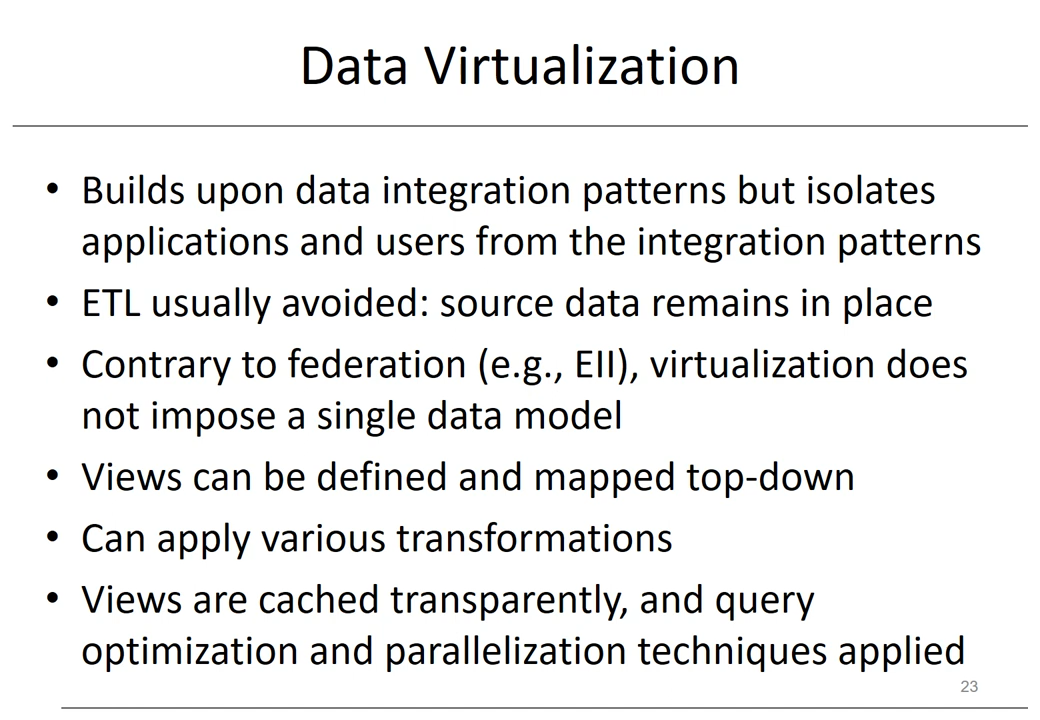 Data Virtualization
• Builds upon data integration patterns but isolates
applications and users from the integration patterns
• ETL usually avoided: source data remains in place
• Contrary to federation (e.g., EII), virtualization does
not impose a single data model
• Views can be defined and mapped top-down
• Can apply various transformations
• Views are cached transparently, and query
optimization and parallelization techniques applied
23